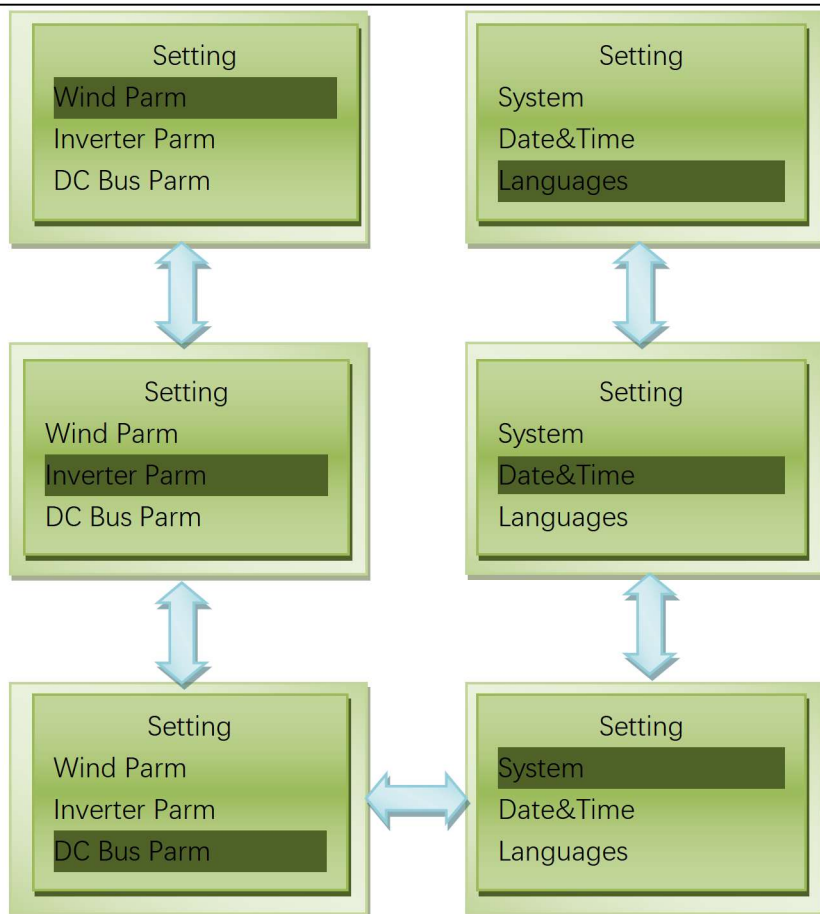 Setting
Wind Parm
Inverter Parm
DC Bus Parm
Setting
System
Date&Time
Languages
Setting
Wind Parm
Inverter Parm
DC Bus Parm
Setting
System
Date&Time
Languages
Setting
Wind Parm
Inverter Parm
DC Bus Parm
Setting
System
Date&Time
Languages